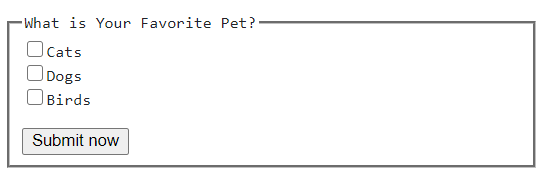 What is Your Favorite Pet?
Cats
Dogs
Birds
Submit now